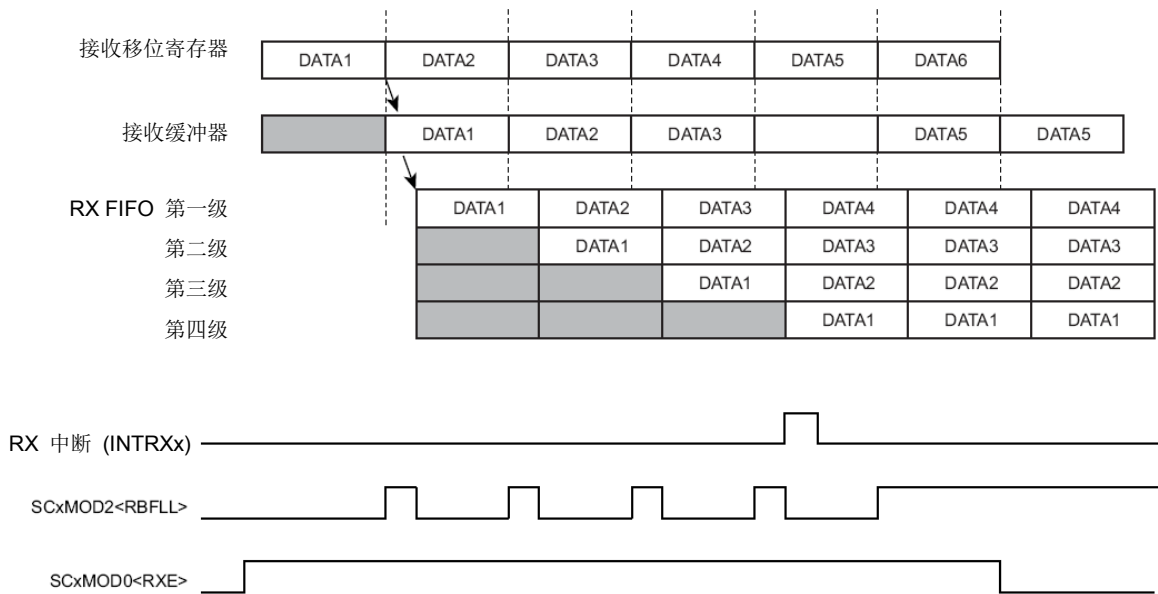 接收移位寄存器 DATA1 DATA2 DATA3 DATA4 DATA5 DATA6
接收缓冲器 DATA1 DATA2 DATA3 DATA5 DATA5
RX FIFO 第一级 DATA1 DATA2 DATA3 DATA4 DATA4 DATA4
第二级 DATA1 DATA2 DATA3 DATA3 DATA3
第三级 DATA1 DATA2 DATA2 DATA2
第四级 DATA1 DATA1 DATA1
RX 中断 (INTRXx)
SCxMOD2<RBFLL>
SCxMOD0<RXE>